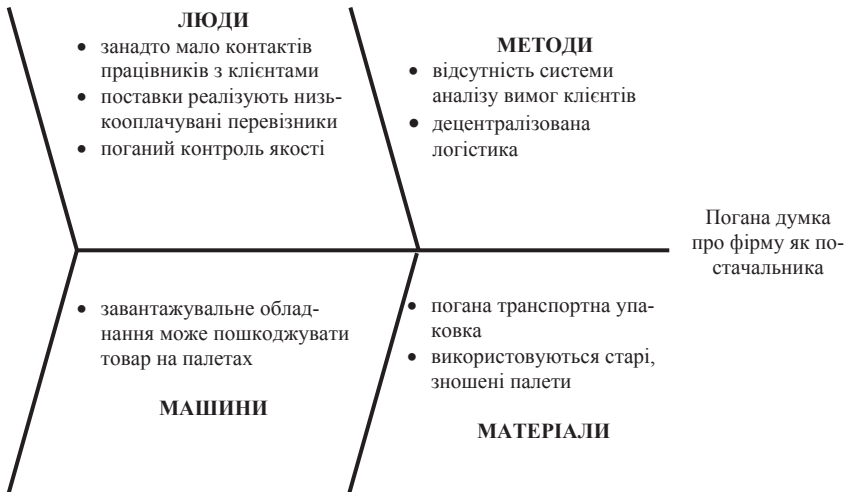 ЛЮДИ
• занадто мало контактів
працівників з клієнтами
• поставки реалізують низь-
кооплачувані перевізники
• поганий контроль якості
МЕТОДИ
• відсутність системи
аналізу вимог клієнтів
• децентралізована
логістика
Погана думка
про фірму як по-
стачальника
• завантажувальне облад-
нання може пошкоджувати
товар на палетах
МАШИНИ
• погана транспортна упа-
ковка
• використовуються старі,
зношені палети
МАТЕРІАЛИ